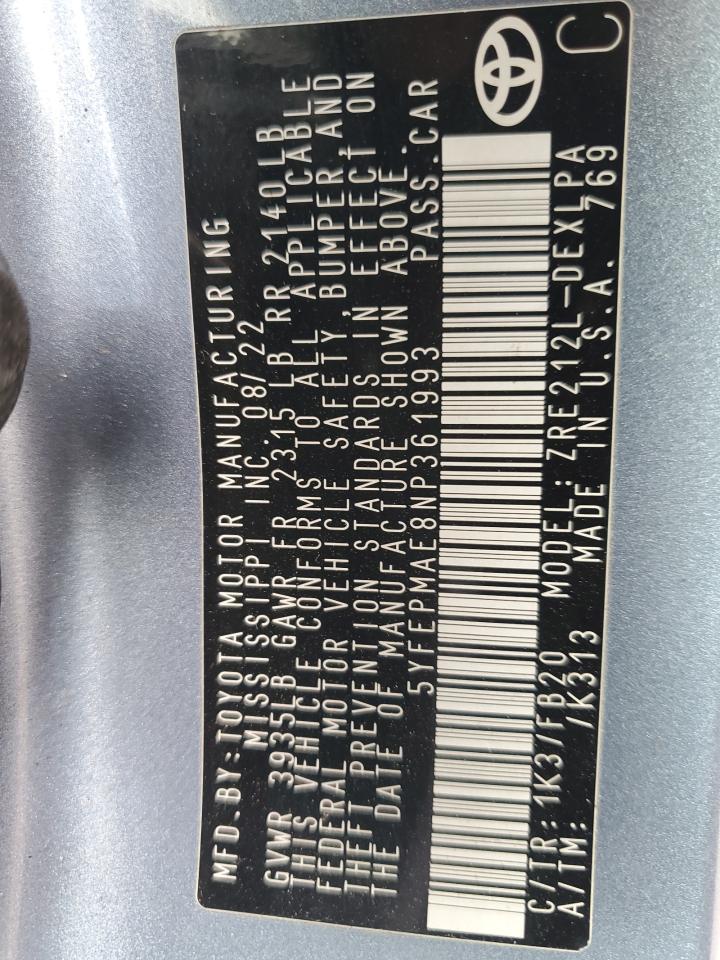 MFD.BY:TOYOTA MOTOR MANUFACTURING
MISSISSIPPI INC. 08/22
GVWR 3935LB GAWR FR 2315 LB RR 2140LB
THIS VEHICLE CONFORMS TO ALL APPLICABLE
FEDERAL MOTOR VEHICLE SAFETY, BUMPER, AND
THEFT PREVENTION STANDARDS IN EFFECT ON
THE DATE OF MANUFACTURE SHOWN ABOVE.
5YFEPMAE8NP361993 PASS.CAR
C/TR: 1K3/FB20 MODEL: ZRE212L-DEXLPA
A/TM: /K313 MADE IN U.S.A. 769
C